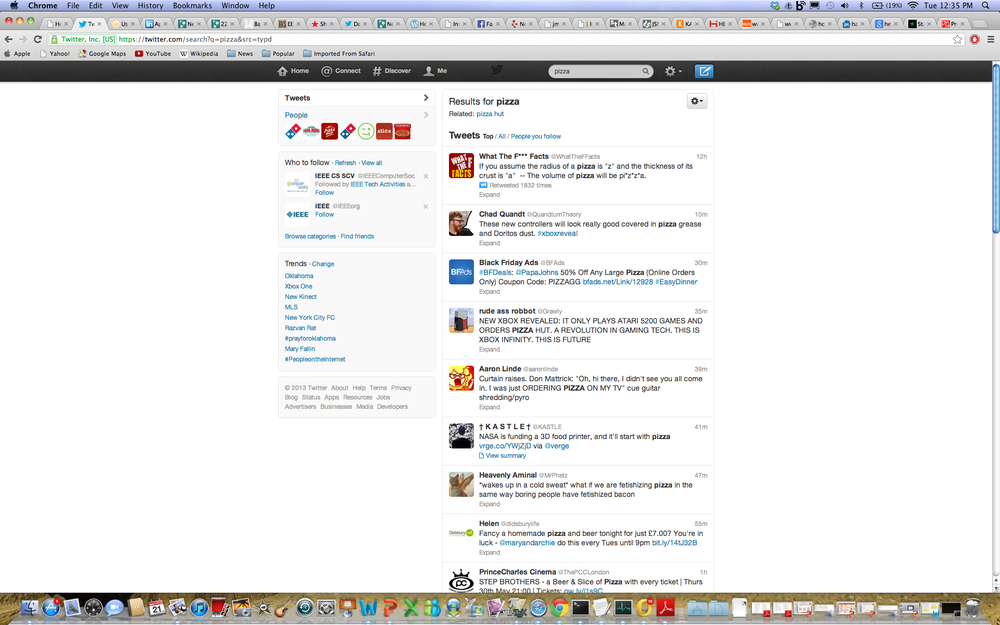 Chrome File Edit View History Bookmarks Window Help
(19%) Tue 12:35 PM
Twitter, Inc. [US] https://twitter.com/search?q=pizza&src=typd
Apple Yahoo! Google Maps YouTube Wikipedia News Popular Imported From Safari
Home Connect Discover Me
pizza
Tweets
People
Who to follow · Refresh · View all
IEEE CS SCV @IEEEComputerSoc
Followed by IEEE Tech Activities a...
Follow
IEEE @IEEEorg
Follow
Browse categories · Find friends
Trends · Change
Oklahoma
Xbox One
New Kinect
MLS
New York City FC
Razvan Rat
#prayforoklahoma
Mary Fallin
#PeopleontheInternet
© 2013 Twitter About Help Terms Privacy
Blog Status Apps Resources Jobs
Advertisers Businesses Media Developers
Results for pizza
Related: pizza hut
Tweets Top / All / People you follow
What The F*** Facts @WhatTheFFacts 12h
If you assume the radius of a pizza is "z" and the thickness of its
crust is "a" -- The volume of pizza will be pi*z*z*a.
Retweeted 1832 times
Expand
Chad Quandt @QuandtumTheory 10m
These new controllers will look really good covered in pizza grease
and Doritos dust. #xboxreveal
Expand
Black Friday Ads @BFAds 30m
#BFDeals: @PapaJohns 50% Off Any Large Pizza (Online Orders
Only) Coupon Code: PIZZAGG bfads.net/Link/12928 #EasyDinner
Expand
rude ass robbot @Grawly 35m
NEW XBOX REVEALED: IT ONLY PLAYS ATARI 5200 GAMES AND
ORDERS PIZZA HUT. A REVOLUTION IN GAMING TECH. THIS IS
XBOX INFINITY. THIS IS FUTURE
Expand
Aaron Linde @aaronlinde 39m
Curtain raises. Don Mattrick: "Oh, hi there, I didn't see you all come
in. I was just ORDERING PIZZA ON MY TV" cue guitar
shredding/pyro
Expand
† K A S T L E † @KASTLE 41m
NASA is funding a 3D food printer, and it'll start with pizza
vrge.co/YWjZjD via @verge
View summary
Heavenly Aminal @MrPhetz 47m
*wakes up in a cold sweat* what if we are fetishizing pizza in the
same way boring people have fetishized bacon
Expand
Helen @didsburylife 55m
Fancy a homemade pizza and beer tonight for just £7.00? You're in
luck - @maryandarchie do this every Tues until 9pm bit.ly/14tJ32B
Expand
PrinceCharles Cinema @ThePCCLondon 1h
STEP BROTHERS - a Beer & Slice of Pizza with every ticket | Thurs
30th May 21:00 | Tickets: